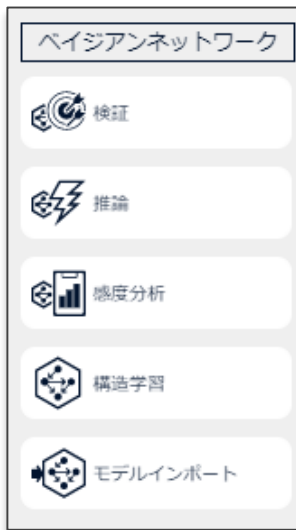 ベイジアンネットワーク
検証
推論
感度分析
構造学習
モデルインポート